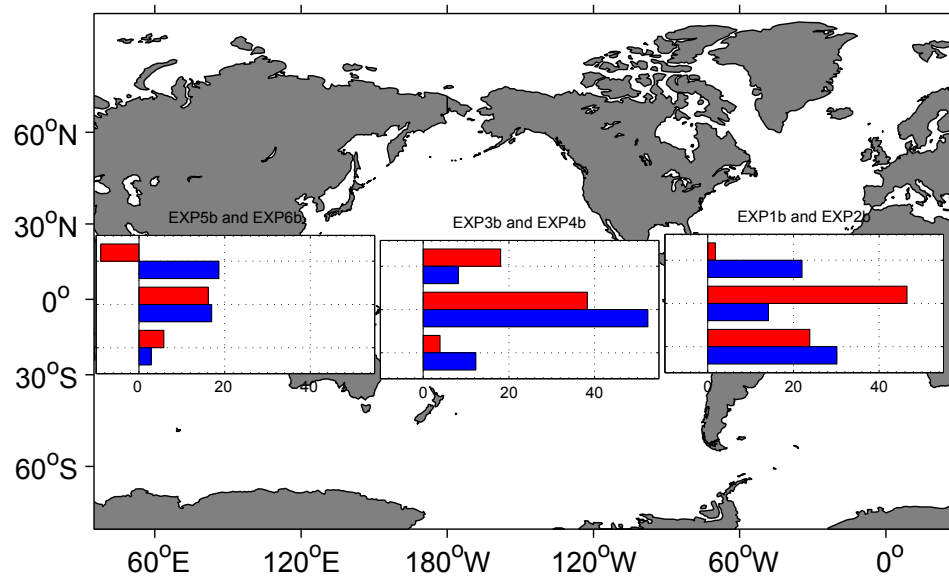 60°N
EXP5b and EXP6b
EXP3b and EXP4b
EXP1b and EXP2b
30°N
0°
30°S
0 20 40
0 20 40
0 20 40
60°S
60°E 120°E 180°W 120°W 60°W 0°